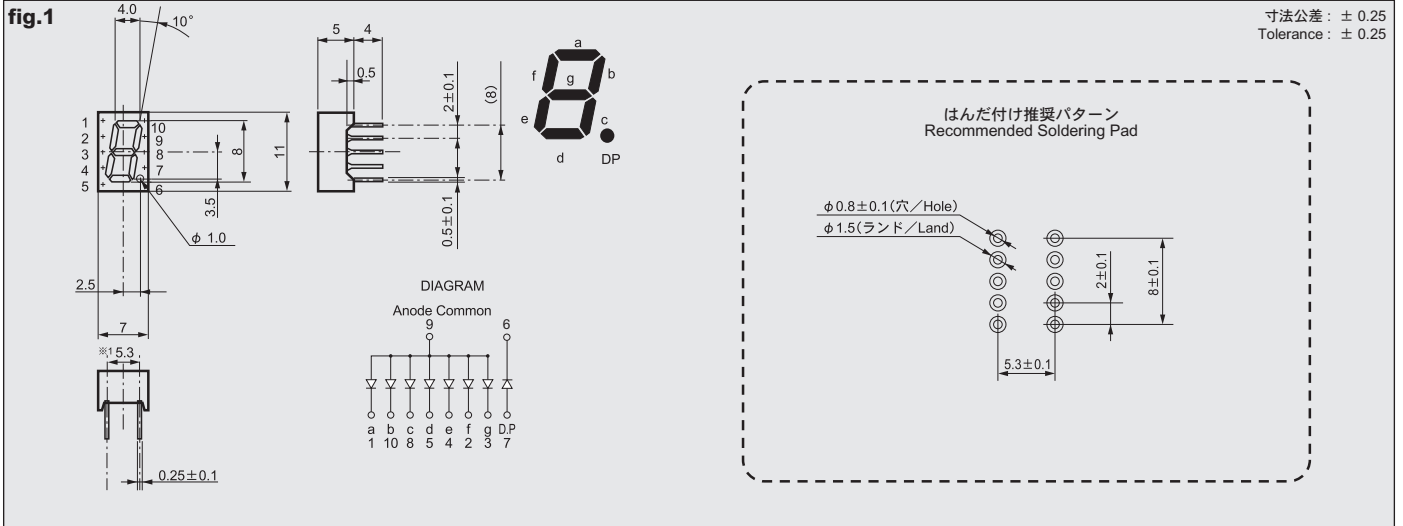 fig.1
寸法公差 : ± 0.25
Tolerance : ± 0.25
4.0
10°
1
2
3
4
5
10
9
8
7
6
8
11
3.5
φ 1.0
2.5
7
※1 5.3
0.25±0.1
5
4
0.5
2±0.1
(8)
0.5±0.1
a
f
b
g
e
c
d
DP
DIAGRAM
Anode Common
9
6
a b c d e f g D.P
1 10 8 5 4 2 3 7
はんだ付け推奨パターン
Recommended Soldering Pad
φ0.8±0.1(穴/Hole)
φ1.5(ランド/Land)
2±0.1
8±0.1
5.3±0.1